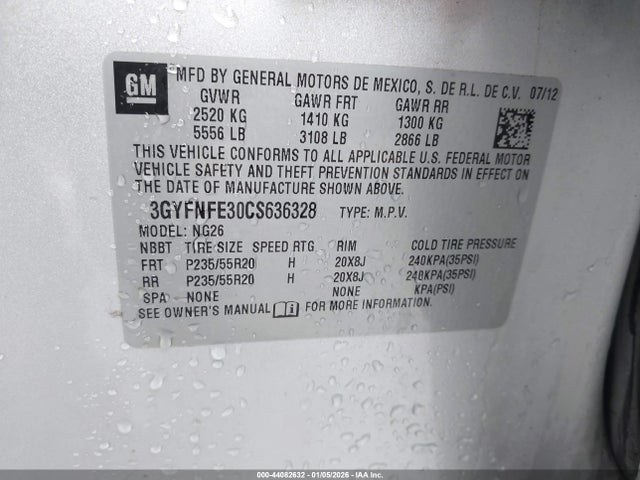 GM
MFD BY GENERAL MOTORS DE MEXICO, S. DE R.L. DE C.V. 07/12
GVWR GAWR FRT GAWR RR
2520 KG 1410 KG 1300 KG
5556 LB 3108 LB 2866 LB
THIS VEHICLE CONFORMS TO ALL APPLICABLE U.S. FEDERAL MOTOR
VEHICLE SAFETY AND THEFT PREVENTION STANDARDS IN EFFECT ON
THE DATE OF MANUFACTURE SHOWN ABOVE.
3GYFNFE30CS636328 TYPE: M.P.V.
MODEL: NG26
NBBT TIRE SIZE SPEED RTG RIM COLD TIRE PRESSURE
FRT P235/55R20 H 20X8J 240KPA(35PSI)
RR P235/55R20 H 20X8J 240KPA(35PSI)
SPA NONE NONE KPA(PSI)
SEE OWNER'S MANUAL i FOR MORE INFORMATION.
000-44082632 - 01/05/2026 - IAAI.COM